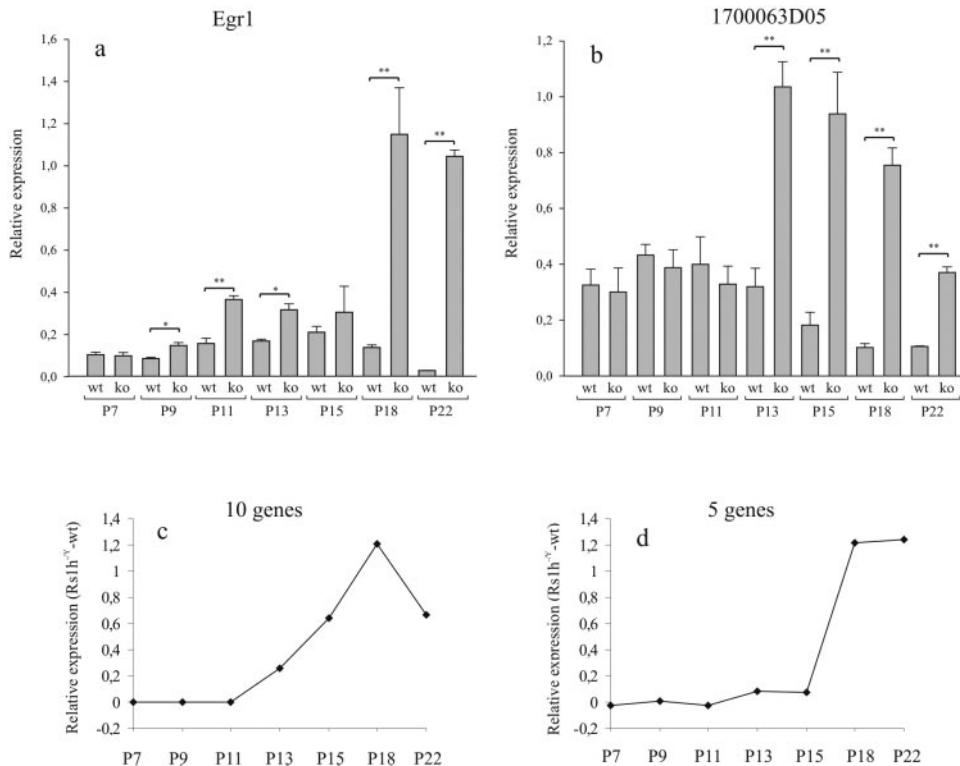 Egr1
a
Relative expression
1,6
1,4
1,2
1,0
0,8
0,6
0,4
0,2
0,0
* ** * ** **
wt ko wt ko wt ko wt ko wt ko wt ko wt ko
P7 P9 P11 P13 P15 P18 P22
1700063D05
b
Relative expression
1,2
1,0
0,8
0,6
0,4
0,2
0,0
** ** ** **
wt ko wt ko wt ko wt ko wt ko wt ko wt ko
P7 P9 P11 P13 P15 P18 P22
10 genes
c
Relative expression (Rs1h-/Y-wt)
1,4
1,2
1
0,8
0,6
0,4
0,2
0
-0,2
P7 P9 P11 P13 P15 P18 P22
5 genes
d
Relative expression (Rs1h-/Y-wt)
1,4
1,2
1
0,8
0,6
0,4
0,2
0
-0,2
P7 P9 P11 P13 P15 P18 P22